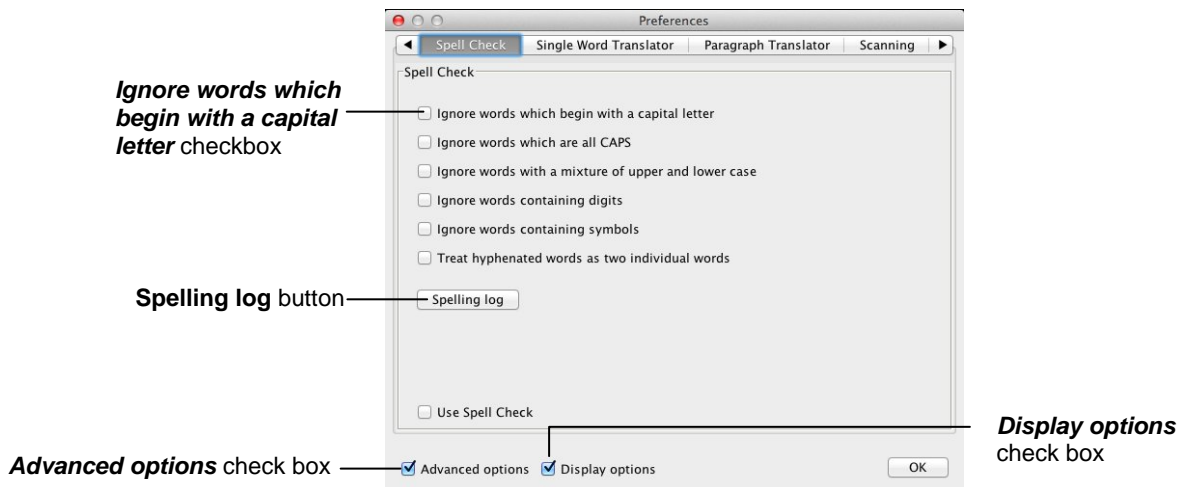 Preferences
Spell Check Single Word Translator Paragraph Translator Scanning
Spell Check
Ignore words which
begin with a capital
letter checkbox
Ignore words which begin with a capital letter
Ignore words which are all CAPS
Ignore words with a mixture of upper and lower case
Ignore words containing digits
Ignore words containing symbols
Treat hyphenated words as two individual words
Spelling log button
Spelling log
Use Spell Check
Display options
check box
Advanced options check box
Advanced options Display options OK